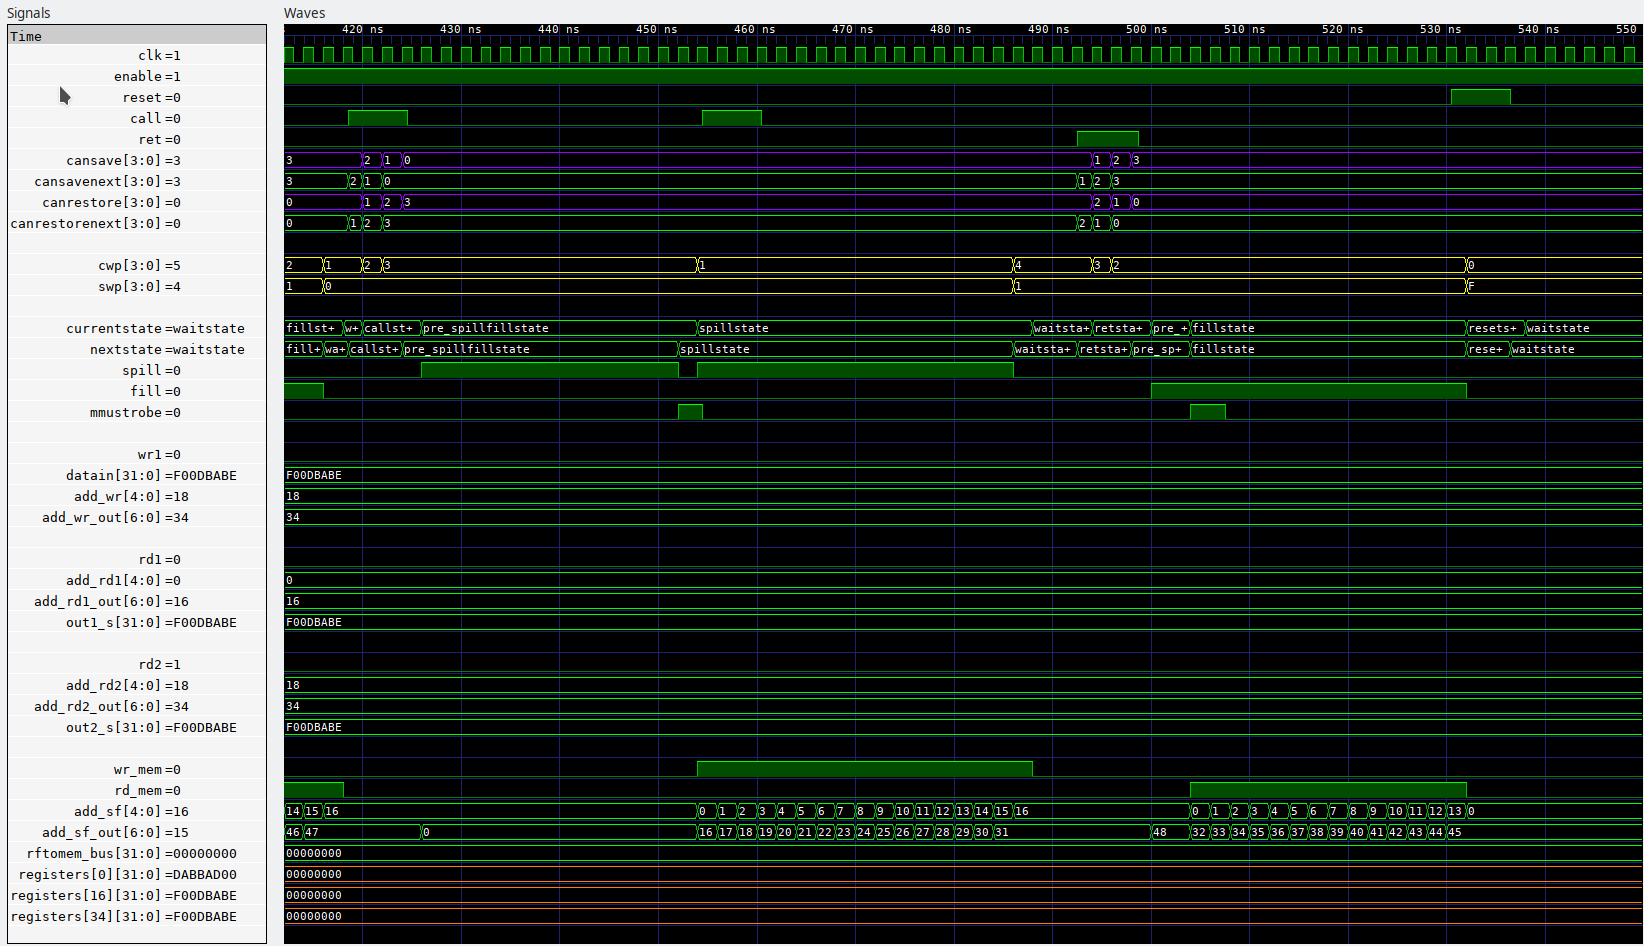 Signals Waves
Time 420 ns 430 ns 440 ns 450 ns 460 ns 470 ns 480 ns 490 ns 500 ns 510 ns 520 ns 530 ns 540 ns 550
clk=1
enable=1
reset=0
call=0
ret=0
cansave[3:0]=3 3 2 1 0 1 2 3
cansavenext[3:0]=3 3 2 1 0 1 2 3
canrestore[3:0]=0 0 1 2 3 2 1 0
canrestorenext[3:0]=0 0 1 2 3 2 1 0
cwp[3:0]=5 2 1 2 3 1 4 3 2 0
swp[3:0]=4 1 0 1 F
currentstate=waitstate fillst+ w+ callst+ pre_spillfillstate spillstate waitsta+ retsta+ pre_+ fillstate resets+ waitstate
nextstate=waitstate fill+ wa+ callst+ pre_spillfillstate spillstate waitsta+ retsta+ pre_sp+ fillstate rese+ waitstate
spill=0
fill=0
mmustrobe=0
wr1=0
datain[31:0]=F00DBABE F00DBABE
add_wr[4:0]=18 18
add_wr_out[6:0]=34 34
rd1=0
add_rd1[4:0]=0 0
add_rd1_out[6:0]=16 16
out1_s[31:0]=F00DBABE F00DBABE
rd2=1
add_rd2[4:0]=18 18
add_rd2_out[6:0]=34 34
out2_s[31:0]=F00DBABE F00DBABE
wr_mem=0
rd_mem=0
add_sf[4:0]=16 14 15 16 0 1 2 3 4 5 6 7 8 9 10 11 12 13 14 15 16 0 1 2 3 4 5 6 7 8 9 10 11 12 13 0
add_sf_out[6:0]=15 46 47 0 16 17 18 19 20 21 22 23 24 25 26 27 28 29 30 31 48 32 33 34 35 36 37 38 39 40 41 42 43 44 45
rftomem_bus[31:0]=00000000 00000000
registers[0][31:0]=DABBAD00 00000000
registers[16][31:0]=F00DBABE 00000000
registers[34][31:0]=F00DBABE 00000000